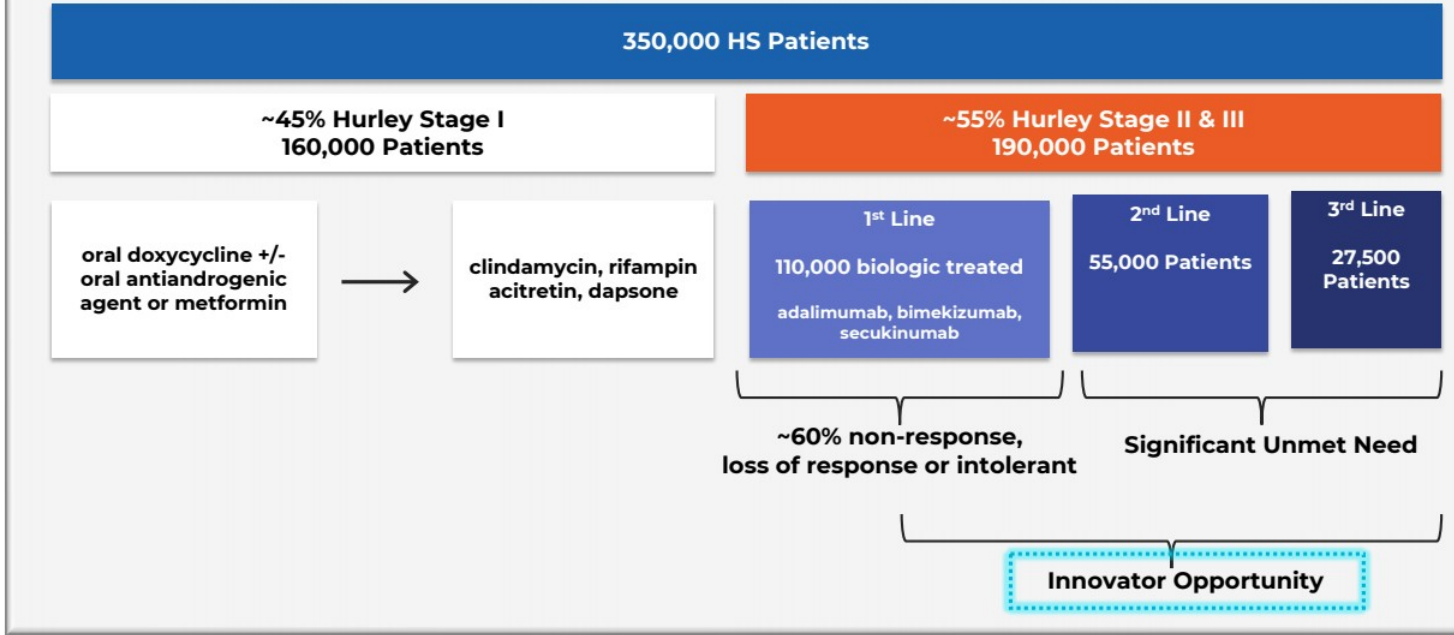 350,000 HS Patients
~45% Hurley Stage I
160,000 Patients
~55% Hurley Stage II & III
190,000 Patients
oral doxycycline +/-
oral antiandrogenic
agent or metformin
clindamycin, rifampin
acitretin, dapsone
1st Line
110,000 biologic treated
adalimumab, bimekizumab,
secukinumab
2nd Line
55,000 Patients
3rd Line
27,500
Patients
~60% non-response,
loss of response or intolerant
Significant Unmet Need
Innovator Opportunity